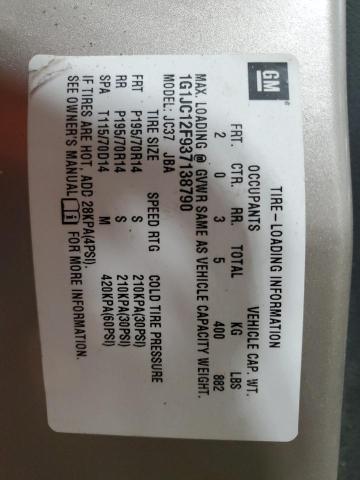 GM
TIRE-LOADING INFORMATION
OCCUPANTS VEHICLE CAP. WT.
FRT. CTR. RR. TOTAL KG LBS
2 0 3 5 400 882
MAX. LOADING @ GVWR SAME AS VEHICLE CAPACITY WEIGHT.
1G1JC12F937138790
MODEL: JC37 JBA
TIRE SIZE SPEED RTG COLD TIRE PRESSURE
FRT P195/70R14 S 210KPA(30PSI)
RR P195/70R14 S 210KPA(30PSI)
SPA T115/70D14 M 420KPA(60PSI)
IF TIRES ARE HOT, ADD 28KPA(4PSI).
SEE OWNER'S MANUAL FOR MORE INFORMATION.